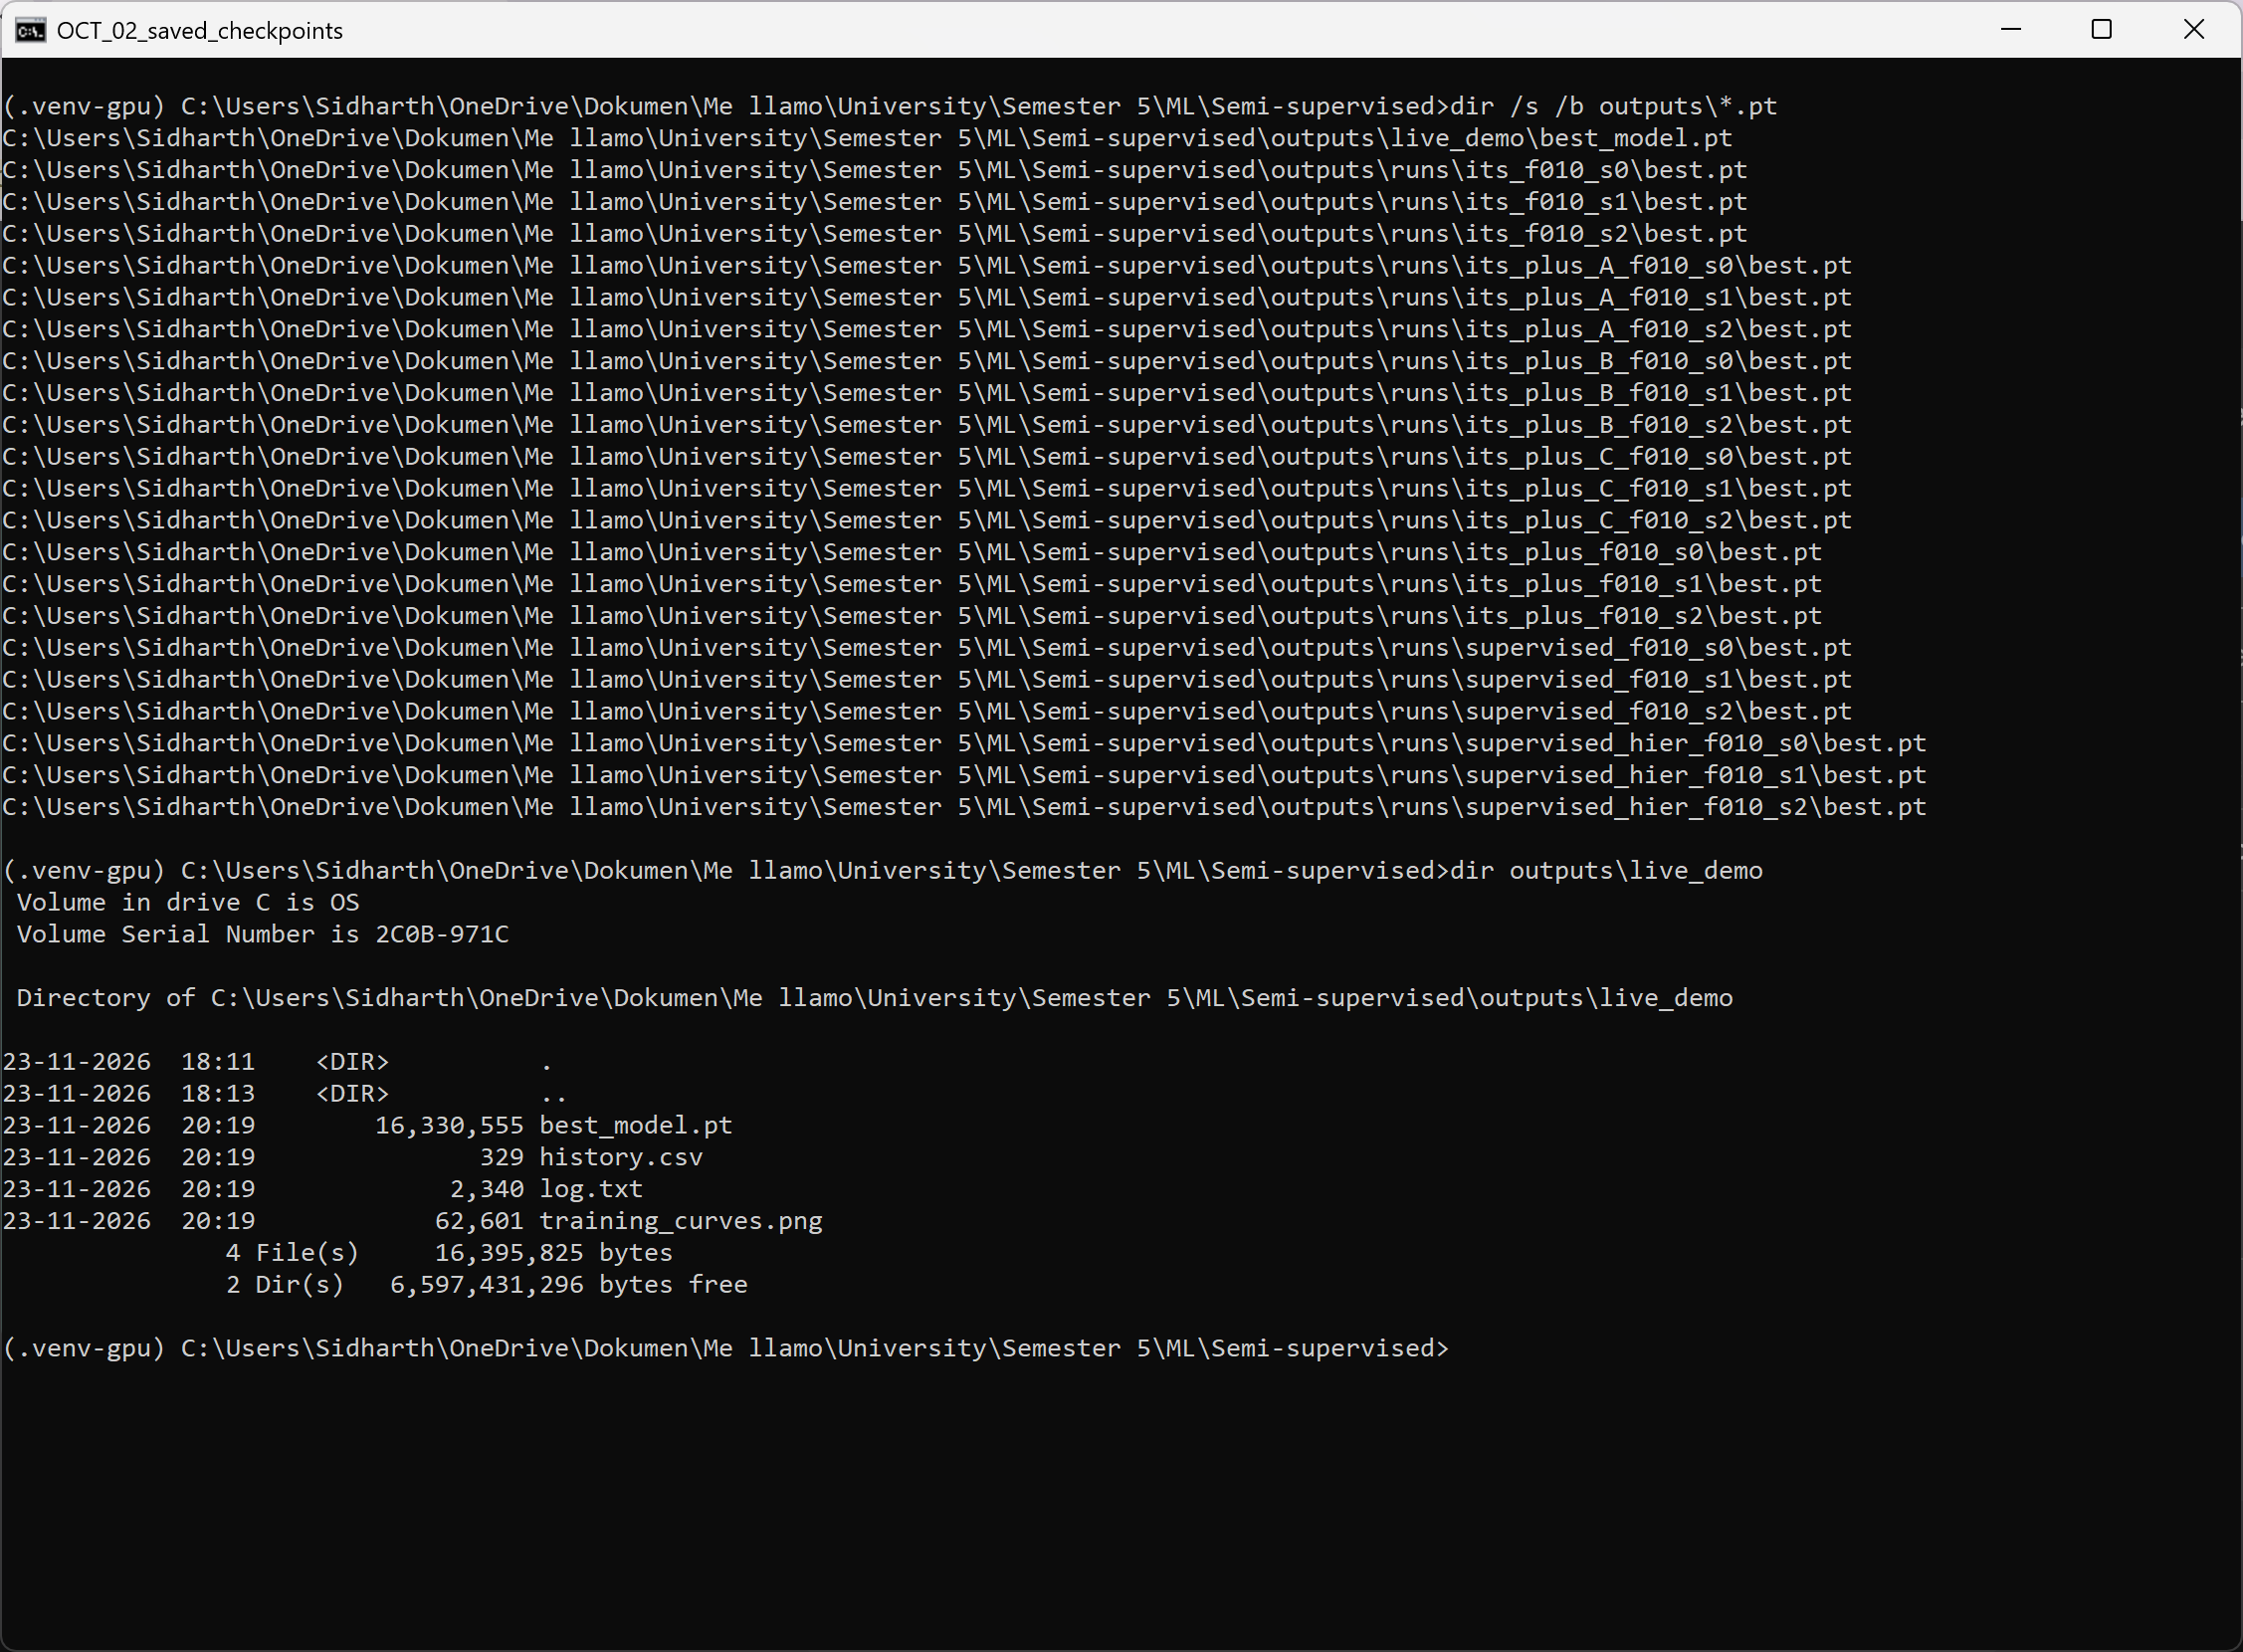 OCT_02_saved_checkpoints
(.venv-gpu) C:\Users\Sidharth\OneDrive\Dokumen\Me llamo\University\Semester 5\ML\Semi-supervised>dir /s /b outputs\*.pt
C:\Users\Sidharth\OneDrive\Dokumen\Me llamo\University\Semester 5\ML\Semi-supervised\outputs\live_demo\best_model.pt
C:\Users\Sidharth\OneDrive\Dokumen\Me llamo\University\Semester 5\ML\Semi-supervised\outputs\runs\its_f010_s0\best.pt
C:\Users\Sidharth\OneDrive\Dokumen\Me llamo\University\Semester 5\ML\Semi-supervised\outputs\runs\its_f010_s1\best.pt
C:\Users\Sidharth\OneDrive\Dokumen\Me llamo\University\Semester 5\ML\Semi-supervised\outputs\runs\its_f010_s2\best.pt
C:\Users\Sidharth\OneDrive\Dokumen\Me llamo\University\Semester 5\ML\Semi-supervised\outputs\runs\its_plus_A_f010_s0\best.pt
C:\Users\Sidharth\OneDrive\Dokumen\Me llamo\University\Semester 5\ML\Semi-supervised\outputs\runs\its_plus_A_f010_s1\best.pt
C:\Users\Sidharth\OneDrive\Dokumen\Me llamo\University\Semester 5\ML\Semi-supervised\outputs\runs\its_plus_A_f010_s2\best.pt
C:\Users\Sidharth\OneDrive\Dokumen\Me llamo\University\Semester 5\ML\Semi-supervised\outputs\runs\its_plus_B_f010_s0\best.pt
C:\Users\Sidharth\OneDrive\Dokumen\Me llamo\University\Semester 5\ML\Semi-supervised\outputs\runs\its_plus_B_f010_s1\best.pt
C:\Users\Sidharth\OneDrive\Dokumen\Me llamo\University\Semester 5\ML\Semi-supervised\outputs\runs\its_plus_B_f010_s2\best.pt
C:\Users\Sidharth\OneDrive\Dokumen\Me llamo\University\Semester 5\ML\Semi-supervised\outputs\runs\its_plus_C_f010_s0\best.pt
C:\Users\Sidharth\OneDrive\Dokumen\Me llamo\University\Semester 5\ML\Semi-supervised\outputs\runs\its_plus_C_f010_s1\best.pt
C:\Users\Sidharth\OneDrive\Dokumen\Me llamo\University\Semester 5\ML\Semi-supervised\outputs\runs\its_plus_C_f010_s2\best.pt
C:\Users\Sidharth\OneDrive\Dokumen\Me llamo\University\Semester 5\ML\Semi-supervised\outputs\runs\its_plus_f010_s0\best.pt
C:\Users\Sidharth\OneDrive\Dokumen\Me llamo\University\Semester 5\ML\Semi-supervised\outputs\runs\its_plus_f010_s1\best.pt
C:\Users\Sidharth\OneDrive\Dokumen\Me llamo\University\Semester 5\ML\Semi-supervised\outputs\runs\its_plus_f010_s2\best.pt
C:\Users\Sidharth\OneDrive\Dokumen\Me llamo\University\Semester 5\ML\Semi-supervised\outputs\runs\supervised_f010_s0\best.pt
C:\Users\Sidharth\OneDrive\Dokumen\Me llamo\University\Semester 5\ML\Semi-supervised\outputs\runs\supervised_f010_s1\best.pt
C:\Users\Sidharth\OneDrive\Dokumen\Me llamo\University\Semester 5\ML\Semi-supervised\outputs\runs\supervised_f010_s2\best.pt
C:\Users\Sidharth\OneDrive\Dokumen\Me llamo\University\Semester 5\ML\Semi-supervised\outputs\runs\supervised_hier_f010_s0\best.pt
C:\Users\Sidharth\OneDrive\Dokumen\Me llamo\University\Semester 5\ML\Semi-supervised\outputs\runs\supervised_hier_f010_s1\best.pt
C:\Users\Sidharth\OneDrive\Dokumen\Me llamo\University\Semester 5\ML\Semi-supervised\outputs\runs\supervised_hier_f010_s2\best.pt
(.venv-gpu) C:\Users\Sidharth\OneDrive\Dokumen\Me llamo\University\Semester 5\ML\Semi-supervised>dir outputs\live_demo
Volume in drive C is OS
Volume Serial Number is 2C0B-971C
Directory of C:\Users\Sidharth\OneDrive\Dokumen\Me llamo\University\Semester 5\ML\Semi-supervised\outputs\live_demo
23-11-2026  18:11    <DIR>          .
23-11-2026  18:13    <DIR>          ..
23-11-2026  20:19        16,330,555 best_model.pt
23-11-2026  20:19               329 history.csv
23-11-2026  20:19             2,340 log.txt
23-11-2026  20:19            62,601 training_curves.png
4 File(s)     16,395,825 bytes
2 Dir(s)   6,597,431,296 bytes free
(.venv-gpu) C:\Users\Sidharth\OneDrive\Dokumen\Me llamo\University\Semester 5\ML\Semi-supervised>